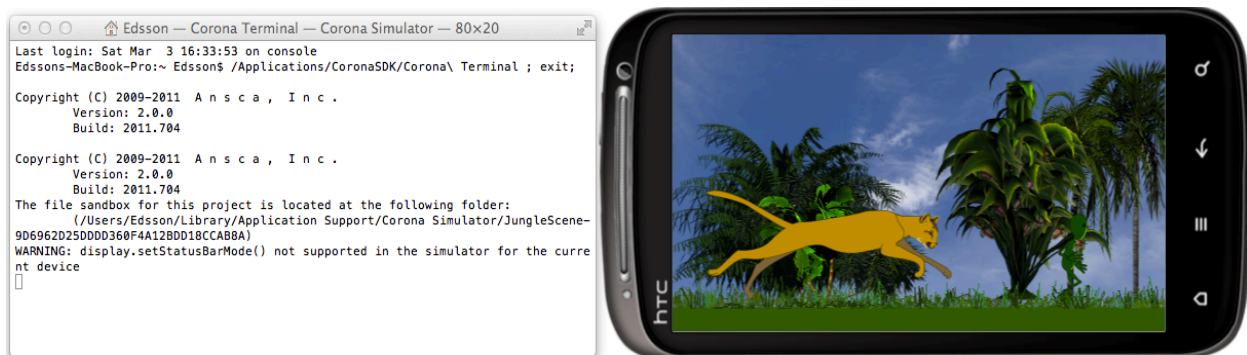 Edsson — Corona Terminal — Corona Simulator — 80×20
Last login: Sat Mar  3 16:33:53 on console
Edssons-MacBook-Pro:~ Edsson$ /Applications/CoronaSDK/Corona\ Terminal ; exit;
Copyright (C) 2009-2011  A n s c a ,  I n c .
Version: 2.0.0
Build: 2011.704
Copyright (C) 2009-2011  A n s c a ,  I n c .
Version: 2.0.0
Build: 2011.704
The file sandbox for this project is located at the following folder:
(/Users/Edsson/Library/Application Support/Corona Simulator/JungleScene-
9D6962D25DDDD360F4A12BDD18CCAB8A)
WARNING: display.setStatusBarMode() not supported in the simulator for the curre
nt device
hTC